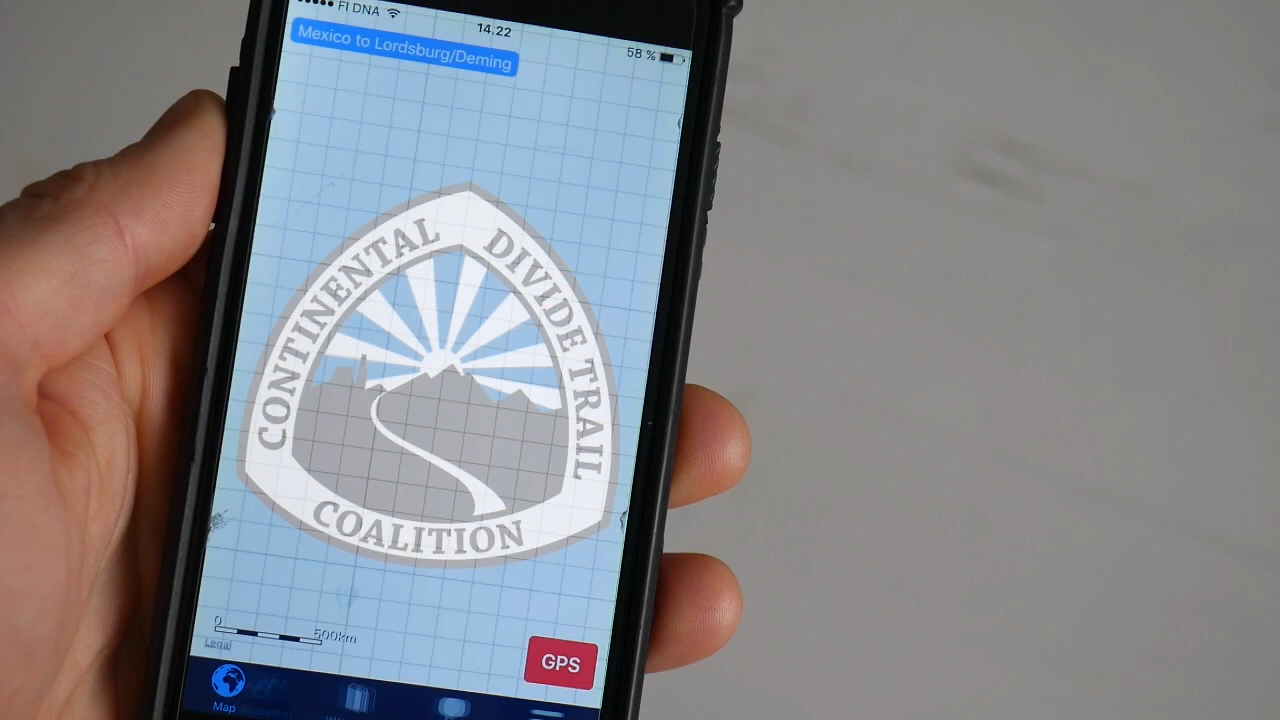 FI DNA
14.22
58 %
Mexico to Lordsburg/Deming
CONTINENTAL
DIVIDE TRAIL
COALITION
0
500km
Legal
GPS
Map